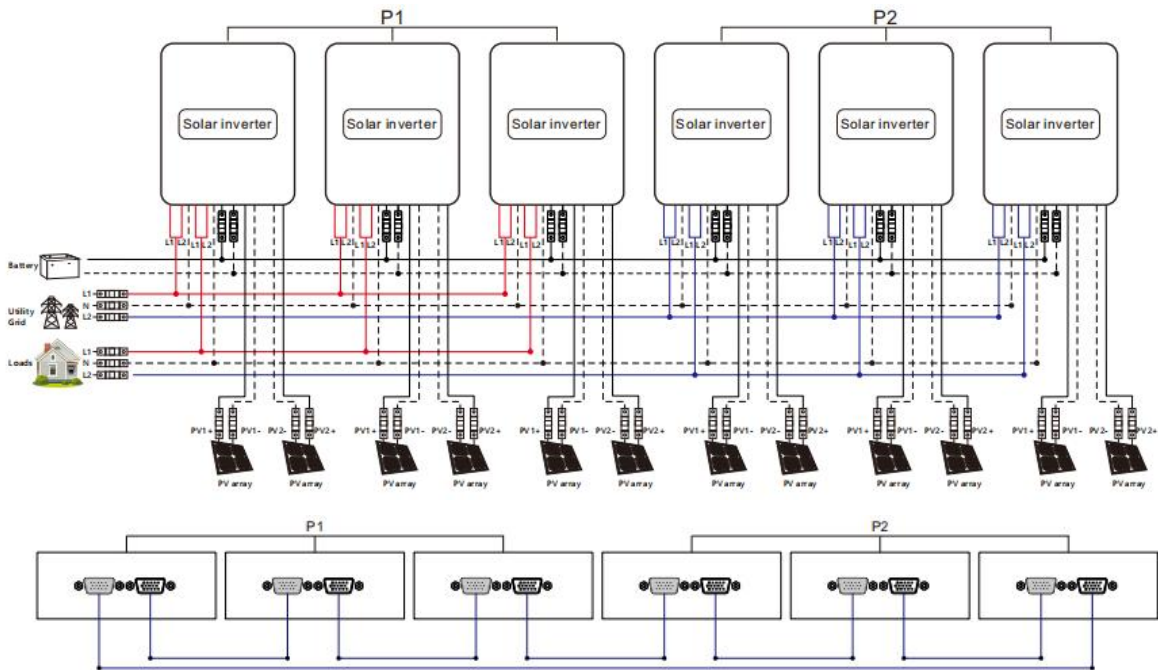 P1 P2
Solar inverter Solar inverter Solar inverter Solar inverter Solar inverter Solar inverter
L1 L2 L1 L2 L1 L2 L1 L2 L1 L2 L1 L2 L1 L2 L1 L2 L1 L2 L1 L2 L1 L2 L1 L2
Battery
L1
Utility N
Grid L2
L1
Loads N
L2
PV1+ PV1- PV2- PV2+ PV1+ PV1- PV2- PV2+ PV1+ PV1- PV2- PV2+ PV1+ PV1- PV2- PV2+ PV1+ PV1- PV2- PV2+ PV1+ PV1- PV2- PV2+
PV array PV array PV array PV array PV array PV array PV array PV array PV array PV array PV array PV array
P1 P2